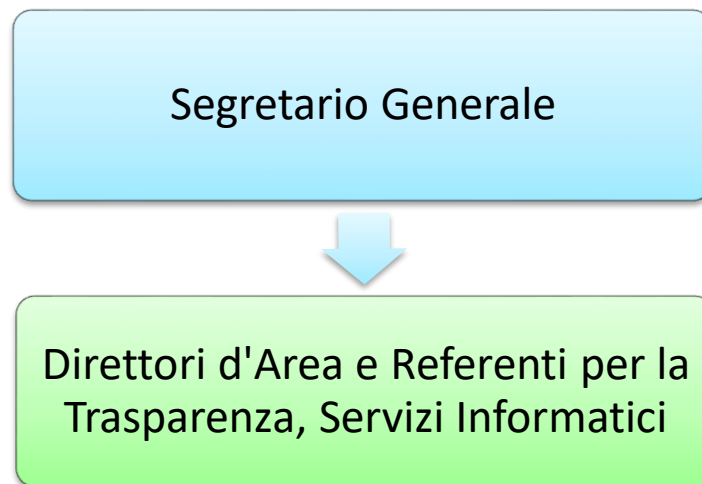 Segretario Generale
Direttori d'Area e Referenti per la
Trasparenza, Servizi Informatici